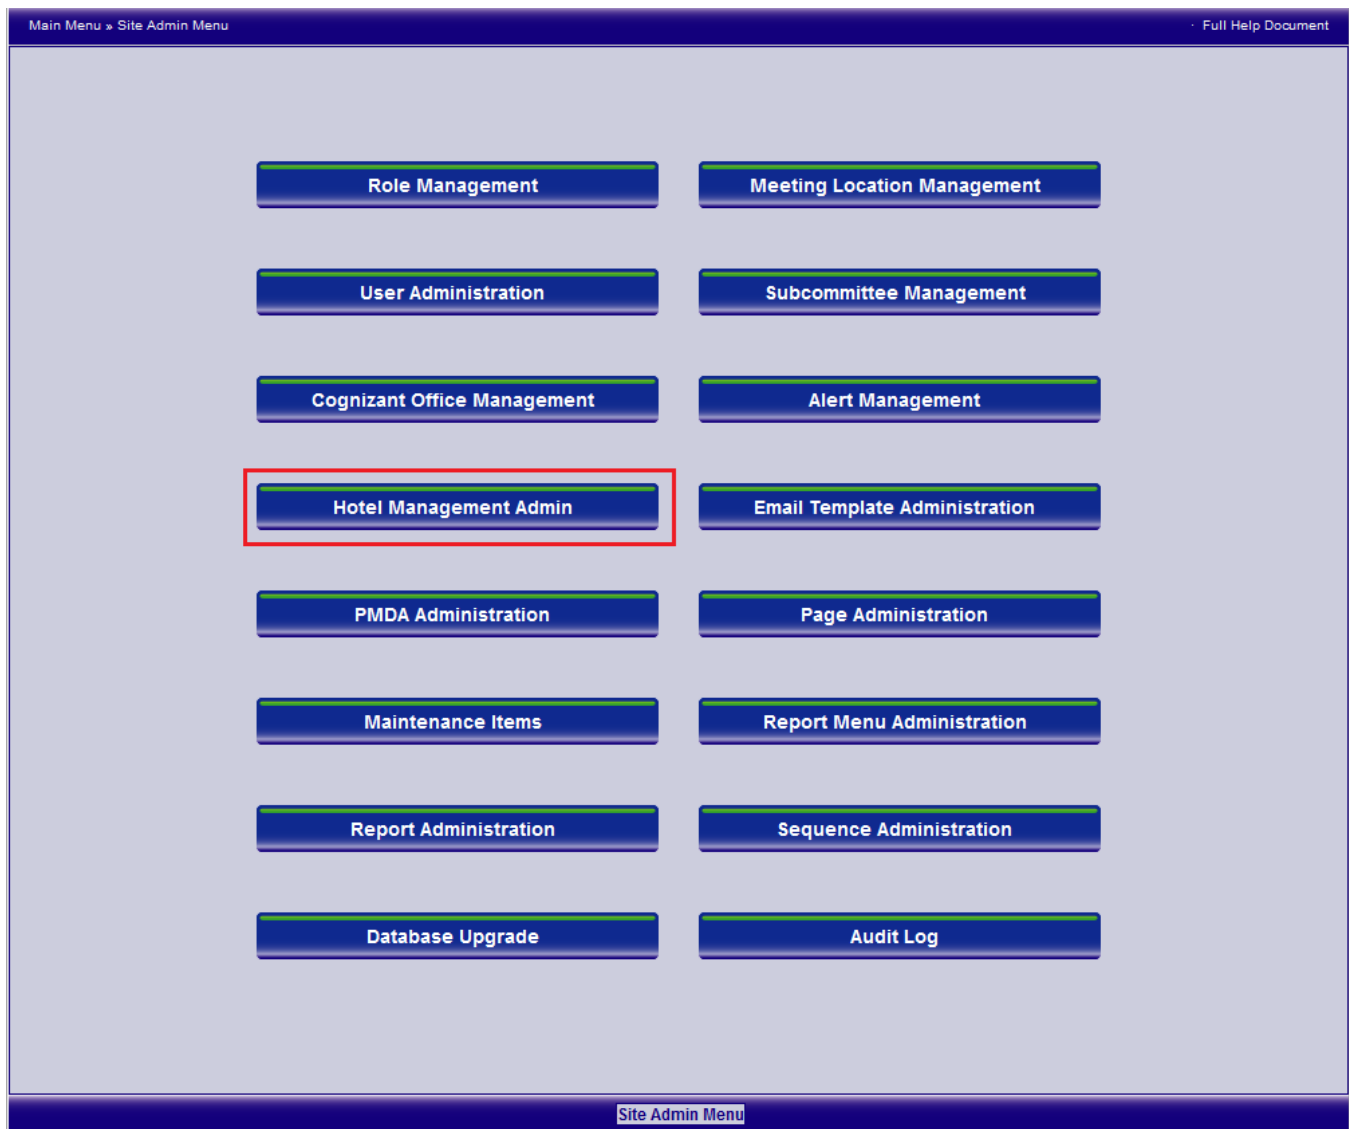 Main Menu » Site Admin Menu
· Full Help Document
Role Management
Meeting Location Management
User Administration
Subcommittee Management
Cognizant Office Management
Alert Management
Hotel Management Admin
Email Template Administration
PMDA Administration
Page Administration
Maintenance Items
Report Menu Administration
Report Administration
Sequence Administration
Database Upgrade
Audit Log
Site Admin Menu